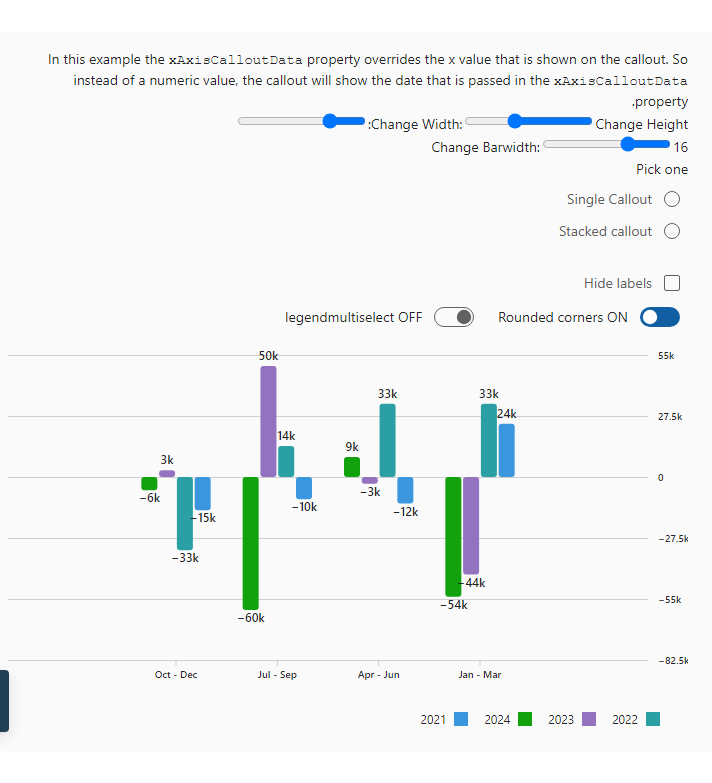 In this example the xAxisCalloutData property overrides the x value that is shown on the callout. So
instead of a numeric value, the callout will show the date that is passed in the xAxisCalloutData
.property
:Change Width: Change Height
Change Barwidth: 16
Pick one
Single Callout
Stacked callout
Hide labels
legendmultiselect OFF Rounded corners ON
50k 55k
33k 33k
24k 27.5k
14k
9k
3k
0
−6k −3k
−10k −12k
−15k
−27.5k
−33k
−44k
−55k
−54k
−60k
−82.5k
Oct - Dec Jul - Sep Apr - Jun Jan - Mar
2021 2024 2023 2022